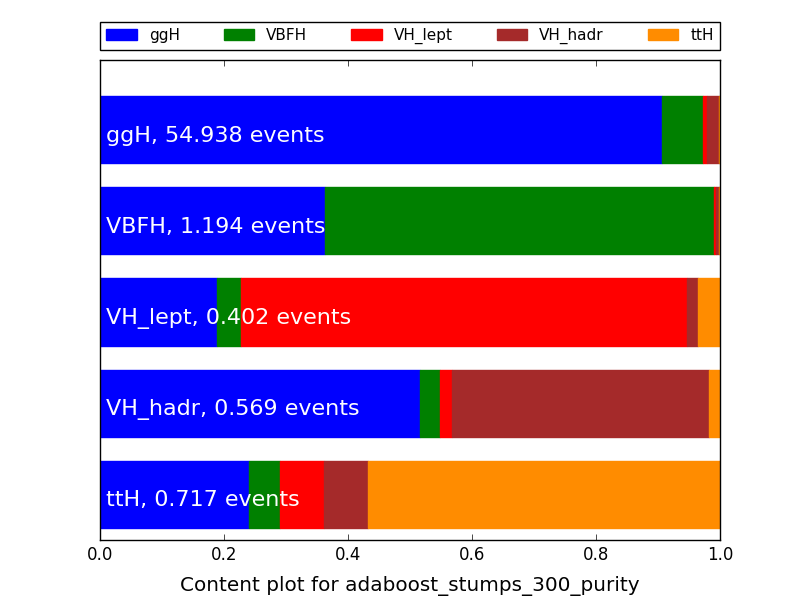 ggH VBFH VH_lept VH_hadr ttH
ggH, 54.938 events
VBFH, 1.194 events
VH_lept, 0.402 events
VH_hadr, 0.569 events
ttH, 0.717 events
0.0 0.2 0.4 0.6 0.8 1.0
Content plot for adaboost_stumps_300_purity